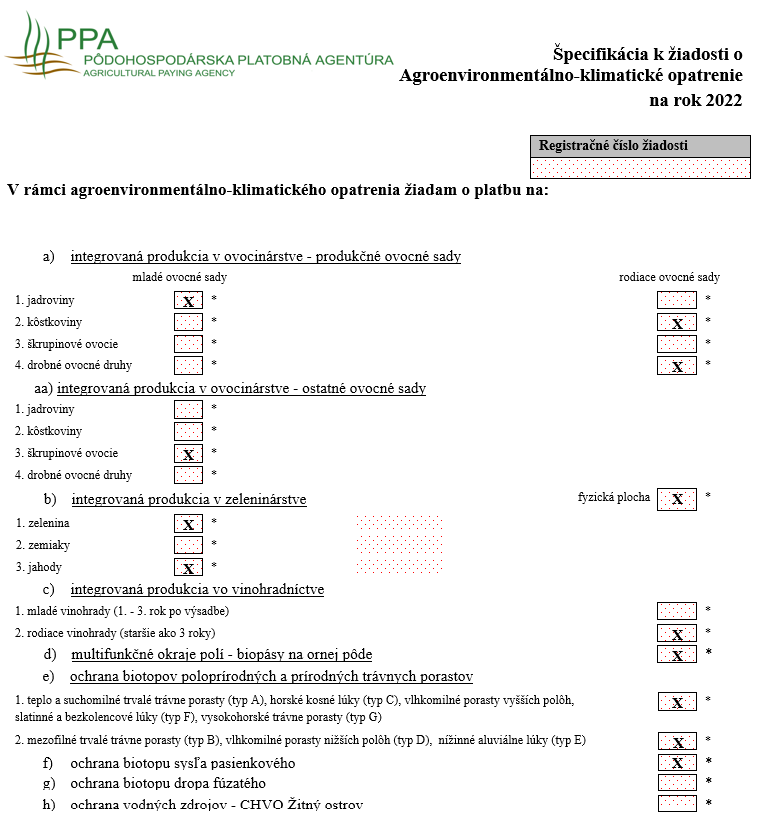 PPA
PÔDOHOSPODÁRSKA PLATOBNÁ AGENTÚRA
AGRICULTURAL PAYING AGENCY
Špecifikácia k žiadosti o
Agroenvironmentálno-klimatické opatrenie
na rok 2022
Registračné číslo žiadosti
V rámci agroenvironmentálno-klimatického opatrenia žiadam o platbu na:
a) integrovaná produkcia v ovocinárstve - produkčné ovocné sady
mladé ovocné sady rodiace ovocné sady
1. jadroviny X * *
2. kôstkoviny * X *
3. škrupinové ovocie * *
4. drobné ovocné druhy * X *
aa) integrovaná produkcia v ovocinárstve - ostatné ovocné sady
1. jadroviny *
2. kôstkoviny *
3. škrupinové ovocie X *
4. drobné ovocné druhy *
b) integrovaná produkcia v zeleninárstve fyzická plocha X *
1. zelenina X *
2. zemiaky *
3. jahody X *
c) integrovaná produkcia vo vinohradníctve
1. mladé vinohrady (1. - 3. rok po výsadbe) *
2. rodiace vinohrady (staršie ako 3 roky) X *
d) multifunkčné okraje polí - biopásy na ornej pôde X *
e) ochrana biotopov poloprírodných a prírodných trávnych porastov
1. teplo a suchomilné trvalé trávne porasty (typ A), horské kosné lúky (typ C), vlhkomilné porasty vyšších polôh, X *
slatinné a bezkolencové lúky (typ F), vysokohorské trávne porasty (typ G)
2. mezofilné trvalé trávne porasty (typ B), vlhkomilné porasty nižších polôh (typ D), nížinné aluviálne lúky (typ E) X *
f) ochrana biotopu sysľa pasienkového X *
g) ochrana biotopu dropa fúzatého *
h) ochrana vodných zdrojov - CHVO Žitný ostrov *